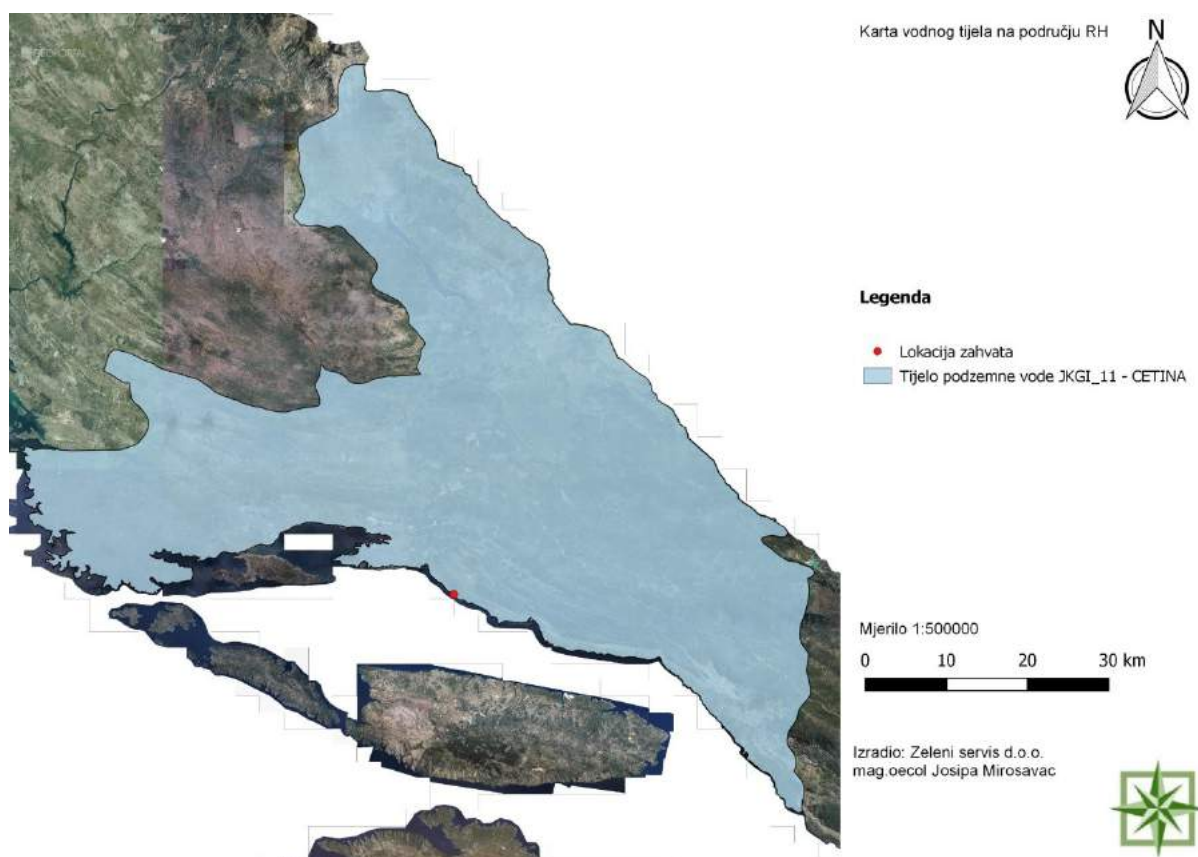 Karta vodnog tijela na području RH
N
Legenda
Lokacija zahvata
Tijelo podzemne vode JKGI_11 - CETINA
Mjerilo 1:500000
0 10 20 30 km
Izradio: Zeleni servis d.o.o.
mag.oecol Josipa Mirosavac